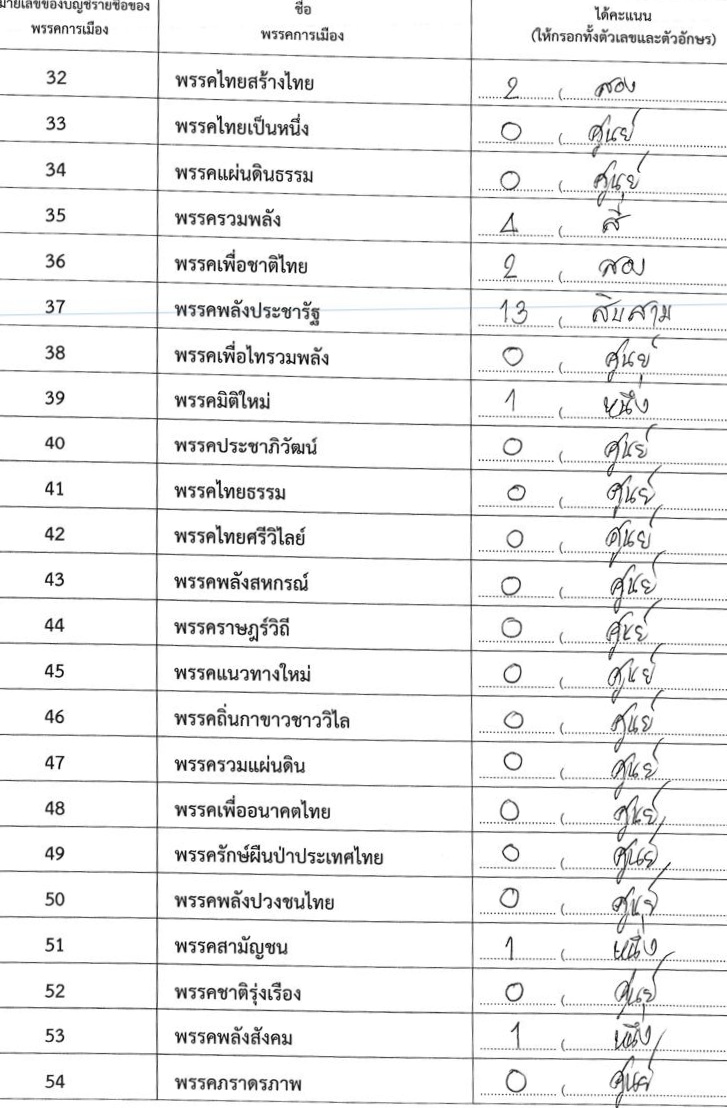 หมายเลขของบัญชีรายชื่อของ
พรรคการเมือง
ชื่อ
พรรคการเมือง
ได้คะแนน
(ให้กรอกทั้งตัวเลขและตัวอักษร)
32 พรรคไทยสร้างไทย 2 ( สอง
33 พรรคไทยเป็นหนึ่ง 0 ( ศูนย์
34 พรรคแผ่นดินธรรม 0 ( ศูนย์
35 พรรครวมพลัง 4 ( สี่
36 พรรคเพื่อชาติไทย 2 ( สอง
37 พรรคพลังประชารัฐ 13 ( สิบสาม
38 พรรคเพื่อไทรวมพลัง 0 ( ศูนย์
39 พรรคมิติใหม่ 1 ( หนึ่ง
40 พรรคประชาภิวัฒน์ 0 ( ศูนย์
41 พรรคไทยธรรม 0 ( ศูนย์
42 พรรคไทยศรีวิไลย์ 0 ( ศูนย์
43 พรรคพลังสหกรณ์ 0 ( ศูนย์
44 พรรคราษฎร์วิถี 0 ( ศูนย์
45 พรรคแนวทางใหม่ 0 ( ศูนย์
46 พรรคถิ่นกาขาวชาววิไล 0 ( ศูนย์
47 พรรครวมแผ่นดิน 0 ( ศูนย์
48 พรรคเพื่ออนาคตไทย 0 ( ศูนย์
49 พรรครักษ์ผืนป่าประเทศไทย 0 ( ศูนย์
50 พรรคพลังปวงชนไทย 0 ( ศูนย์
51 พรรคสามัญชน 1 ( หนึ่ง
52 พรรคชาติรุ่งเรือง 0 ( ศูนย์
53 พรรคพลังสังคม 1 ( หนึ่ง
54 พรรคภราดรภาพ 0 ( ศูนย์